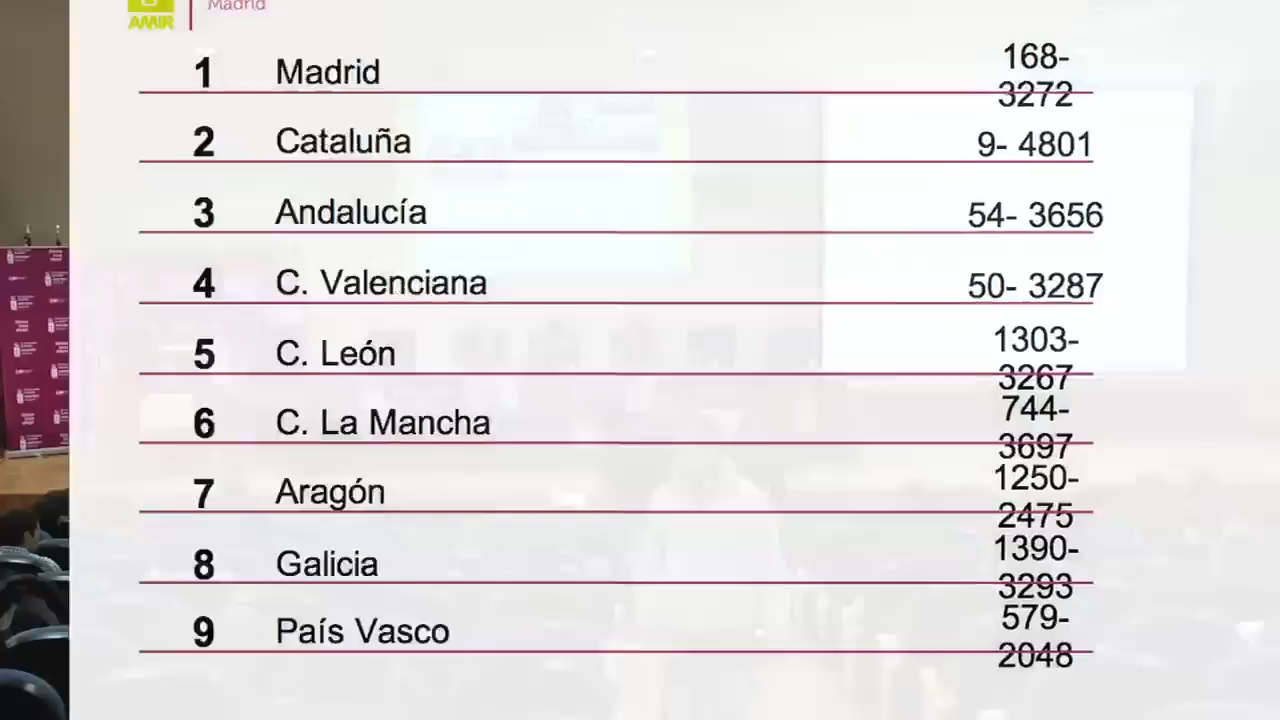 AMIR
Madrid
1 Madrid 168-
3272
2 Cataluña 9- 4801
3 Andalucía 54- 3656
4 C. Valenciana 50- 3287
5 C. León 1303-
3267
6 C. La Mancha 744-
3697
7 Aragón 1250-
2475
8 Galicia 1390-
3293
9 País Vasco 579-
2048